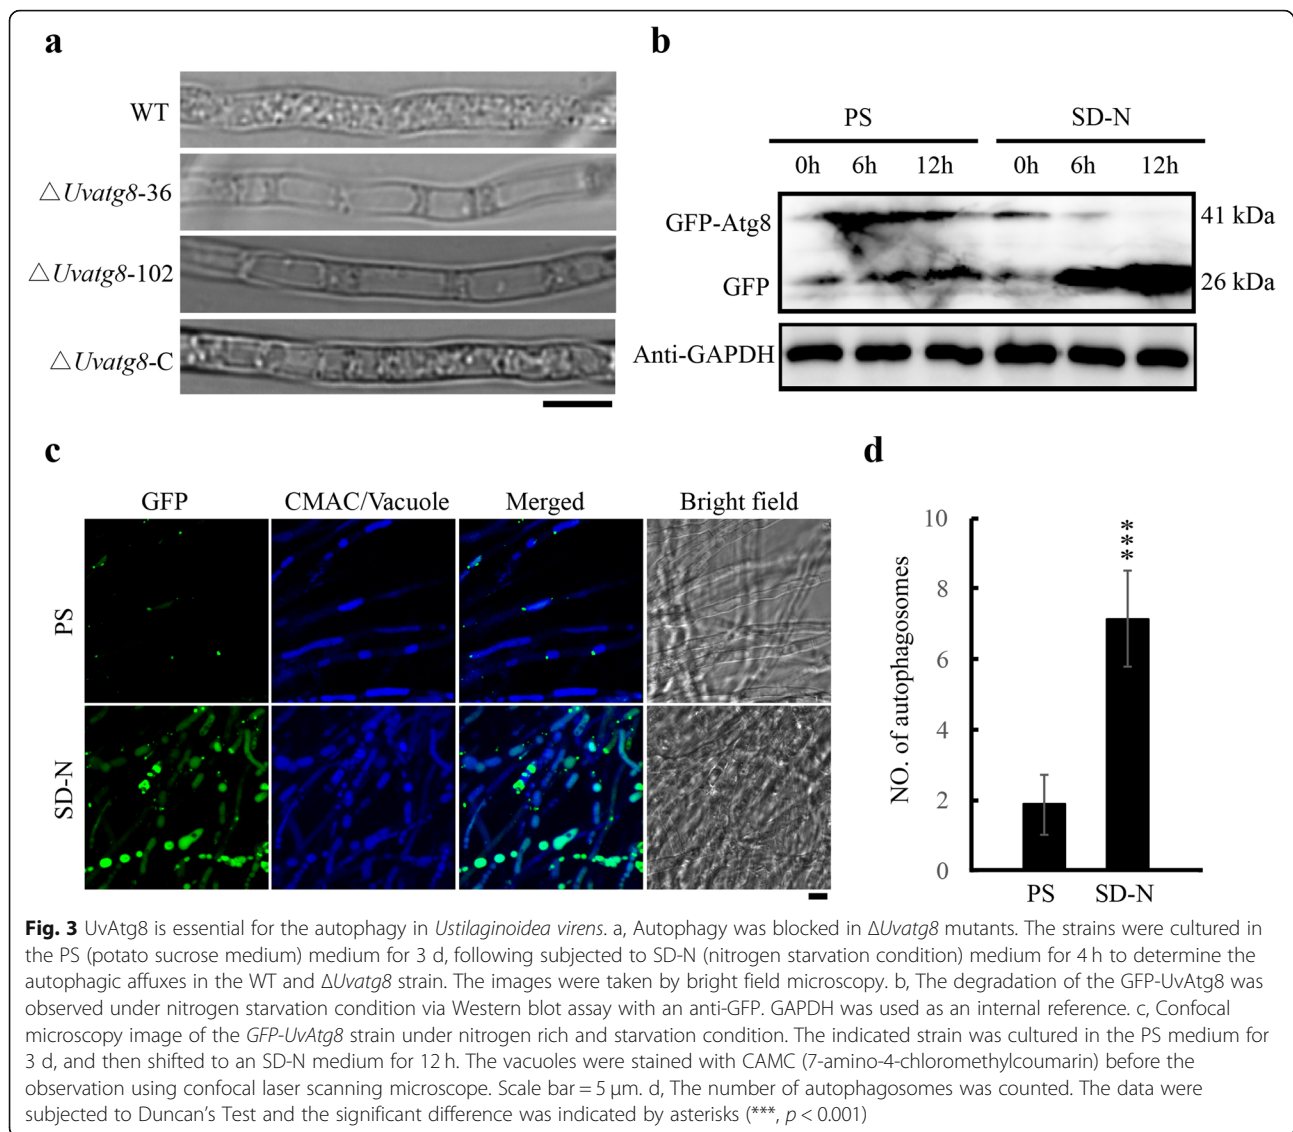 a
WT
△Uvatg8-36
△Uvatg8-102
△Uvatg8-C
b
PS SD-N
0h 6h 12h 0h 6h 12h
GFP-Atg8 41 kDa
GFP 26 kDa
Anti-GAPDH
c
GFP CMAC/Vacuole Merged Bright field
PS
SD-N
d
10
8
6
4
2
0
NO. of autophagosomes
***
PS SD-N
Fig. 3 UvAtg8 is essential for the autophagy in Ustilaginoidea virens. a, Autophagy was blocked in ΔUvatg8 mutants. The strains were cultured in
the PS (potato sucrose medium) medium for 3 d, following subjected to SD-N (nitrogen starvation condition) medium for 4 h to determine the
autophagic affuxes in the WT and ΔUvatg8 strain. The images were taken by bright field microscopy. b, The degradation of the GFP-UvAtg8 was
observed under nitrogen starvation condition via Western blot assay with an anti-GFP. GAPDH was used as an internal reference. c, Confocal
microscopy image of the GFP-UvAtg8 strain under nitrogen rich and starvation condition. The indicated strain was cultured in the PS medium for
3 d, and then shifted to an SD-N medium for 12 h. The vacuoles were stained with CAMC (7-amino-4-chloromethylcoumarin) before the
observation using confocal laser scanning microscope. Scale bar = 5 μm. d, The number of autophagosomes was counted. The data were
subjected to Duncan's Test and the significant difference was indicated by asterisks (***, p < 0.001)